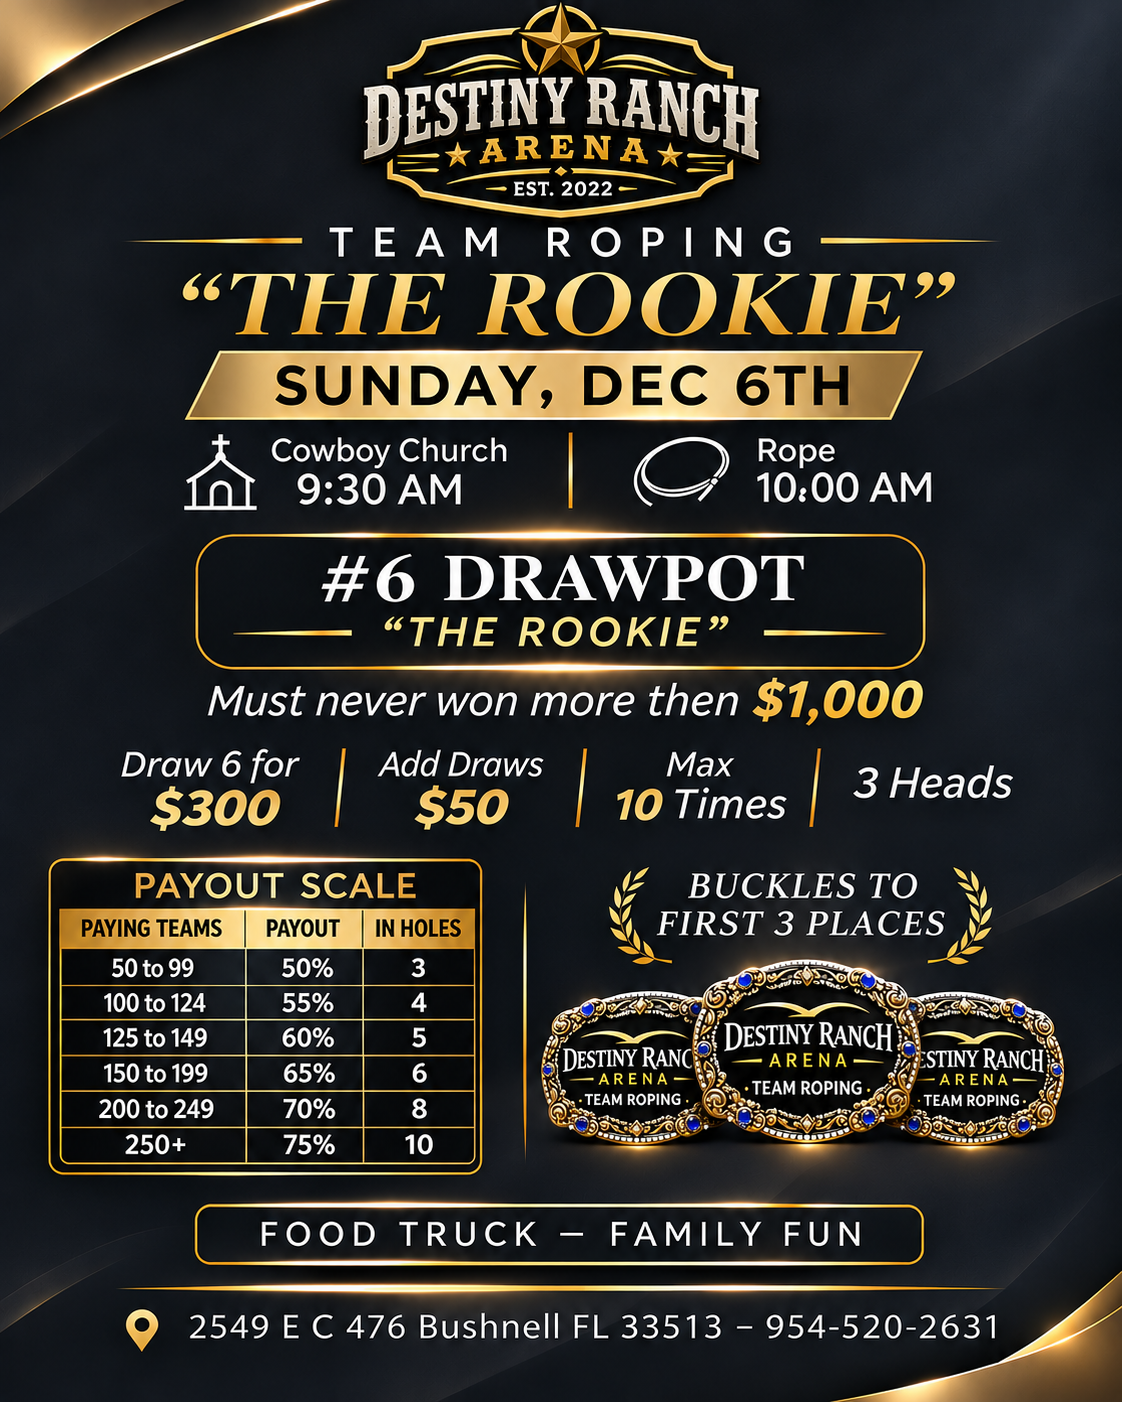 DESTINY RANCH
ARENA
EST. 2022
TEAM ROPING
“THE ROOKIE”
SUNDAY, DEC 6TH
Cowboy Church
9:30 AM
Rope
10:00 AM
#6 DRAWPOT
“THE ROOKIE”
Must never won more then $1,000
Draw 6 for
$300
Add Draws
$50
Max
10 Times
3 Heads
PAYOUT SCALE
PAYING TEAMS PAYOUT IN HOLES
50 to 99 50% 3
100 to 124 55% 4
125 to 149 60% 5
150 to 199 65% 6
200 to 249 70% 8
250+ 75% 10
BUCKLES TO
FIRST 3 PLACES
DESTINY RANC
ARENA
· TEAM ROPING ·
DESTINY RANCH
ARENA
· TEAM ROPING ·
ESTINY RANCH
ARENA
TEAM ROPING ·
FOOD TRUCK – FAMILY FUN
2549 E C 476 Bushnell FL 33513 – 954-520-2631